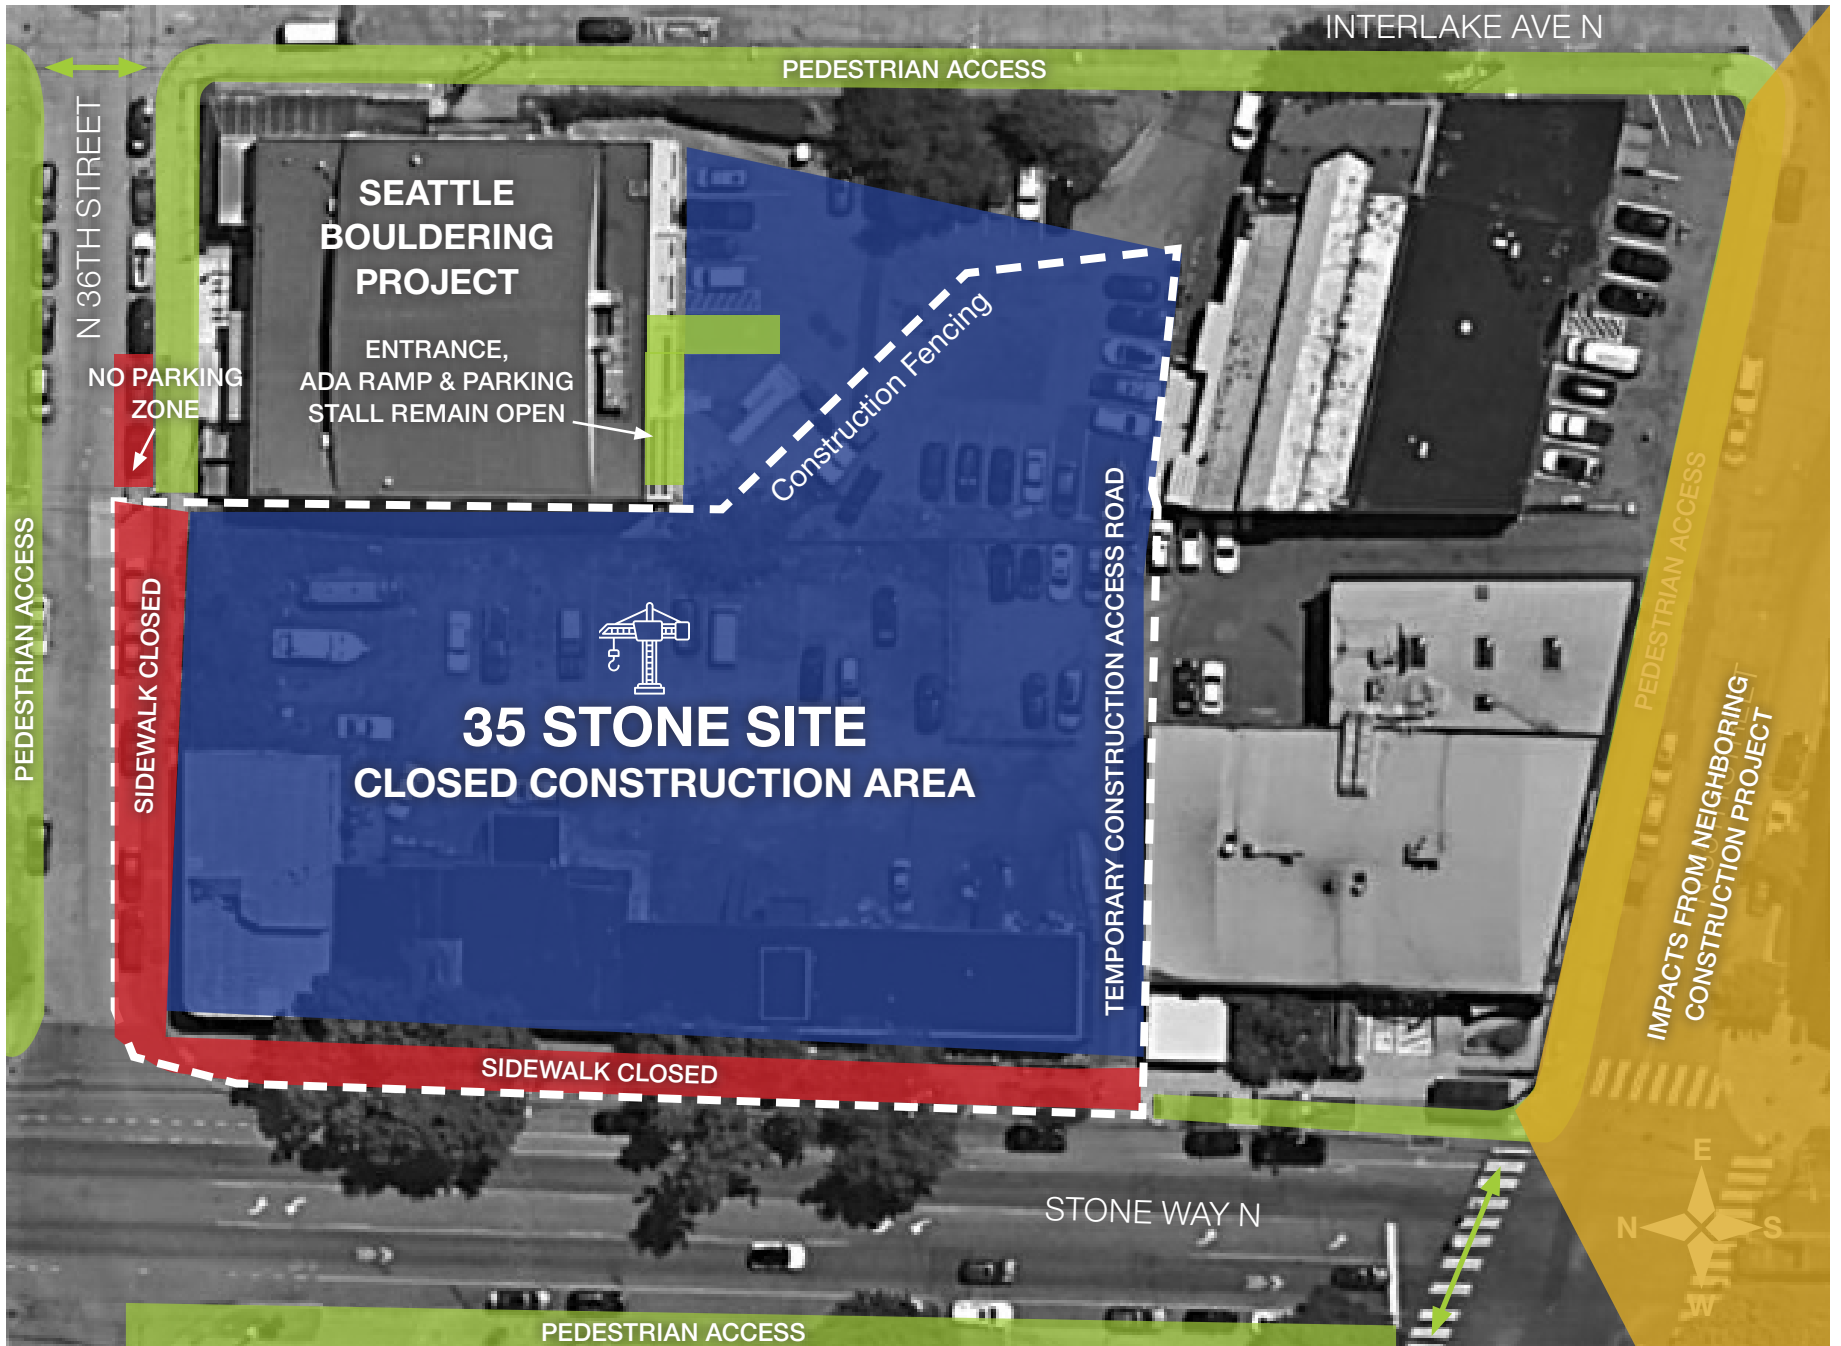 INTERLAKE AVE N
PEDESTRIAN ACCESS
N 36TH STREET
SEATTLE
BOULDERING
PROJECT
ENTRANCE,
ADA RAMP & PARKING
STALL REMAIN OPEN
NO PARKING
ZONE
Construction Fencing
PEDESTRIAN ACCESS
SIDEWALK CLOSED
35 STONE SITE
CLOSED CONSTRUCTION AREA
TEMPORARY CONSTRUCTION ACCESS ROAD
PEDESTRIAN ACCESS
IMPACTS FROM NEIGHBORING
CONSTRUCTION PROJECT
SIDEWALK CLOSED
STONE WAY N
E
N
S
W
PEDESTRIAN ACCESS